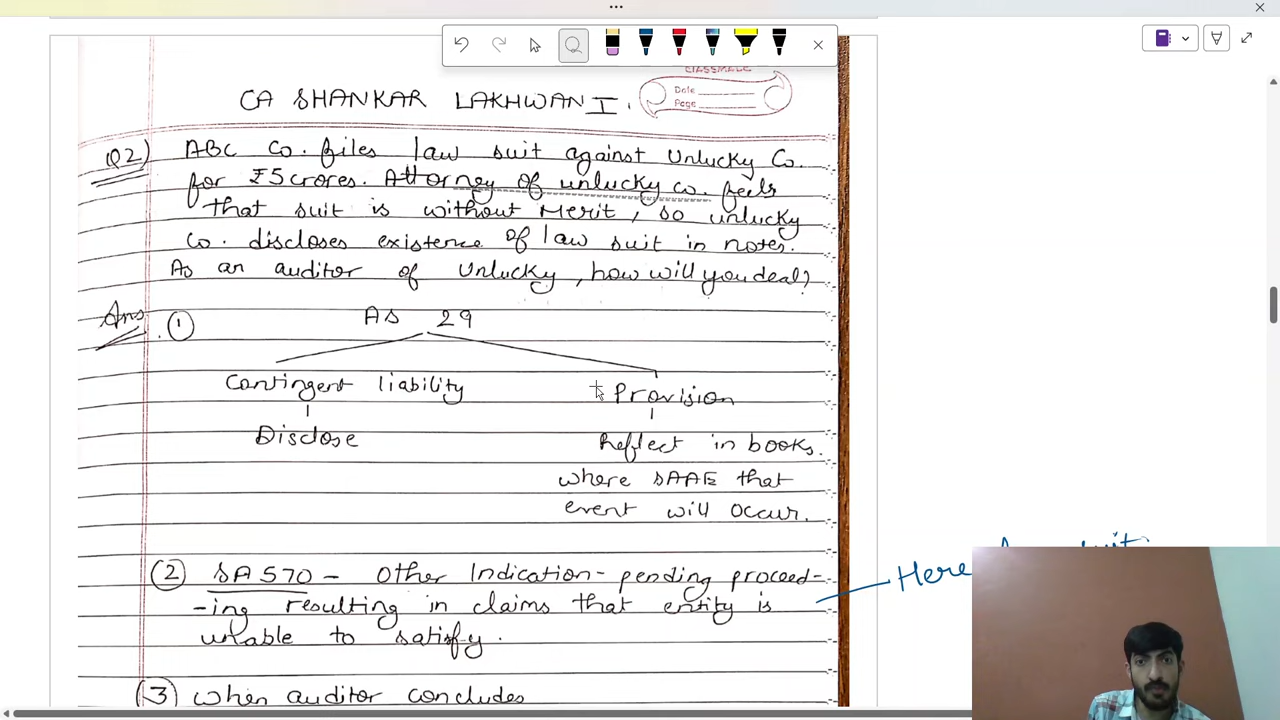 CLASSMATE
Date
Page
CA SHANKAR LAKHWANI.
Q2) ABC Co. files law suit against Unlucky Co.
for ₹5 crores. Attorney of unlucky co. feels
that suit is without Merit, so unlucky
Co. discloses existence of law suit in notes.
As an auditor of Unlucky, how will you deal?
Ans. ① AS 29
Contingent liability Provision
Disclose Reflect in books.
where SAAE that
event will occur.
② SA 570 - Other Indication - pending proceed-
-ing resulting in claims that entity is
unable to satisfy.
Here
③ when auditor concludes